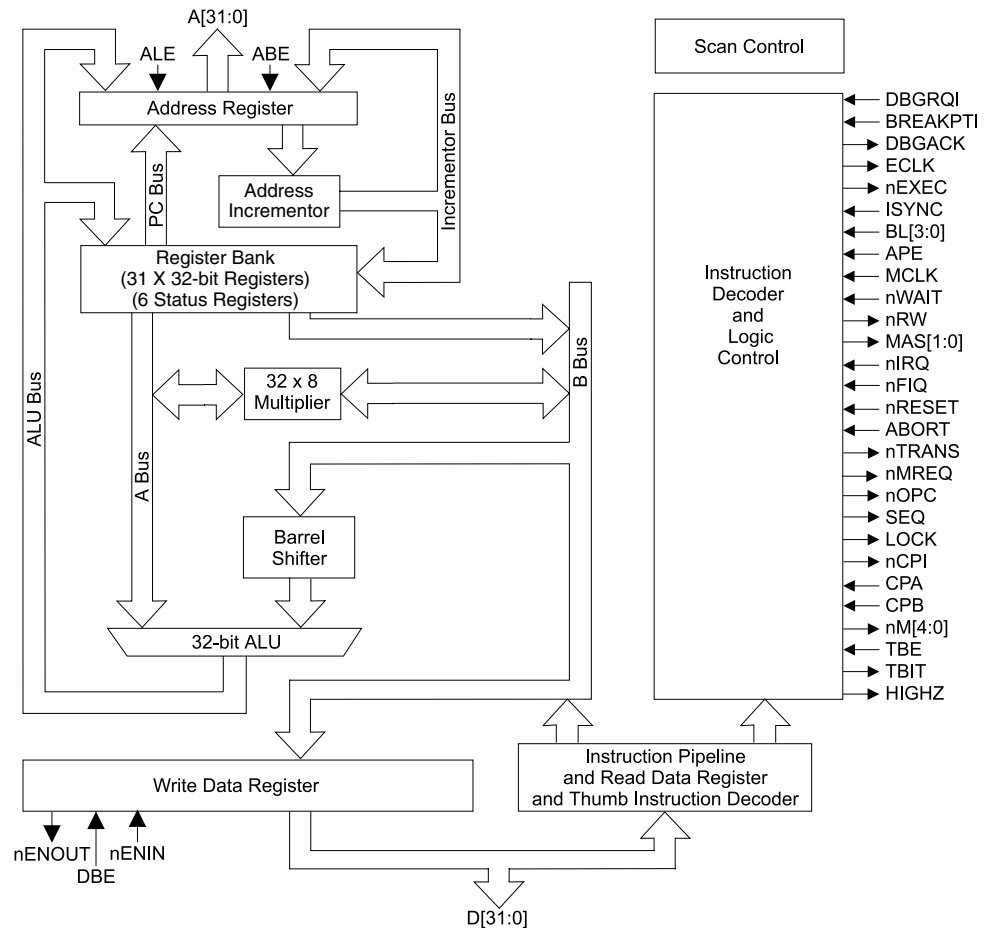 A[31:0]
ALE
ABE
Address Register
PC Bus
Address
Incrementor
Incrementor Bus
Register Bank
(31 X 32-bit Registers)
(6 Status Registers)
ALU Bus
A Bus
32 x 8
Multiplier
B Bus
Barrel
Shifter
32-bit ALU
Write Data Register
nENOUT
DBE
nENIN
Instruction Pipeline
and Read Data Register
and Thumb Instruction Decoder
D[31:0]
Scan Control
Instruction
Decoder
and
Logic
Control
DBGRQI
BREAKPTI
DBGACK
ECLK
nEXEC
ISYNC
BL[3:0]
APE
MCLK
nWAIT
nRW
MAS[1:0]
nIRQ
nFIQ
nRESET
ABORT
nTRANS
nMREQ
nOPC
SEQ
LOCK
nCPI
CPA
CPB
nM[4:0]
TBE
TBIT
HIGHZ